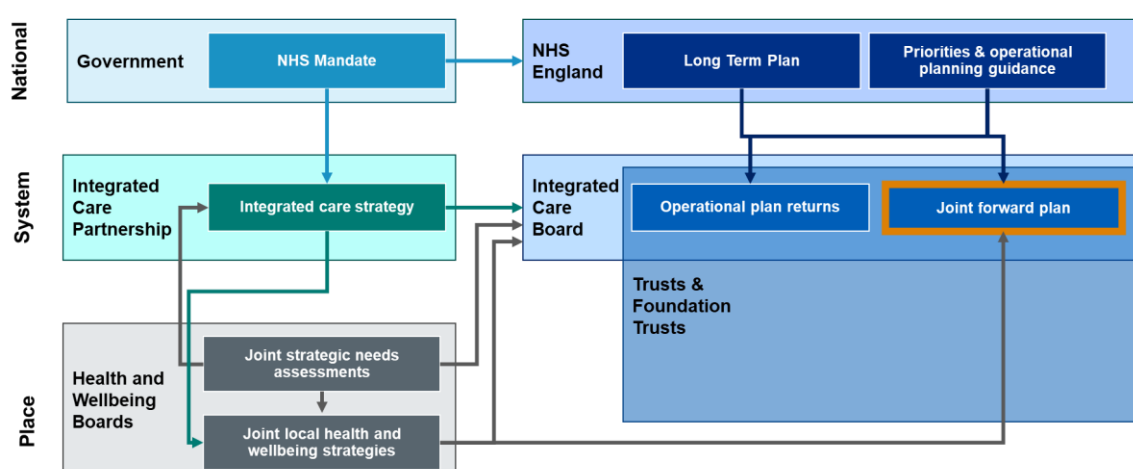 National
Government
NHS Mandate
NHS
England
Long Term Plan
Priorities & operational
planning guidance
System
Integrated
Care
Partnership
Integrated care strategy
Integrated
Care
Board
Operational plan returns
Joint forward plan
Trusts &
Foundation
Trusts
Place
Health and
Wellbeing
Boards
Joint strategic needs
assessments
Joint local health and
wellbeing strategies